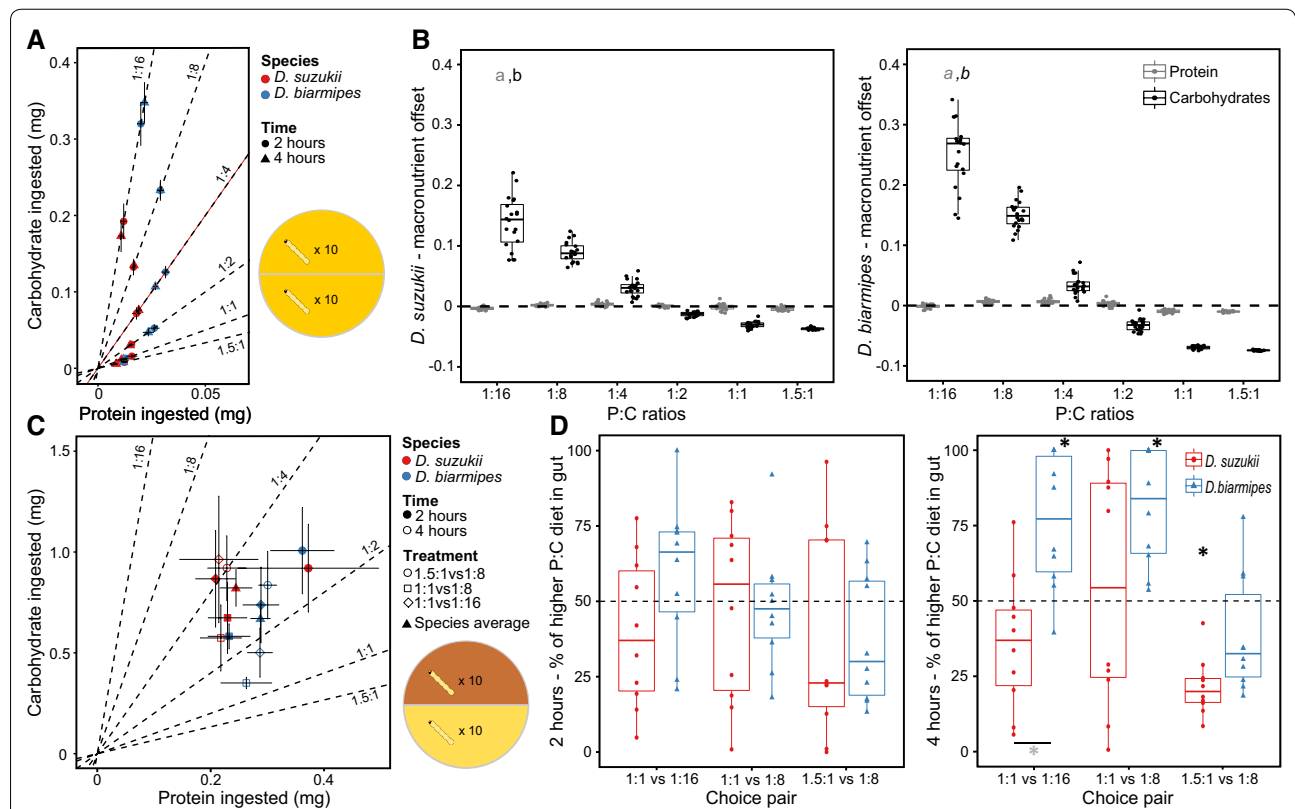 A
Carbohydrate ingested (mg)
0.4
0.3
0.2
0.1
0
1:16
1:8
1:4
1:2
1:1
1.5:1
0
0.05
Protein ingested (mg)
Species
D. suzukii
D. biarmipes
Time
2 hours
4 hours
x 10
x 10
B
D. suzukii - macronutrient offset
0.4
0.3
0.2
0.1
0
-0.1
a ,b
1:16
1:8
1:4
1:2
1:1
1.5:1
P:C ratios
D. biarmipes - macronutrient offset
0.4
0.3
0.2
0.1
0
-0.1
a ,b
Protein
Carbohydrates
1:16
1:8
1:4
1:2
1:1
1.5:1
P:C ratios
C
Carbohydrate ingested (mg)
1.5
1.0
0.5
0
1:16
1:8
1:4
1:2
1:1
1.5:1
0
0.2
0.4
Protein ingested (mg)
Species
D. suzukii
D. biarmipes
Time
2 hours
4 hours
Treatment
1.5:1vs1:8
1:1vs1:8
1:1vs1:16
Species average
x 10
x 10
D
2 hours - % of higher P:C diet in gut
100
75
50
25
0
1:1 vs 1:16
1:1 vs 1:8
1.5:1 vs 1:8
Choice pair
4 hours - % of higher P:C diet in gut
100
75
50
25
0
*
*
*
*
D. suzukii
D.biarmipes
1:1 vs 1:16
1:1 vs 1:8
1.5:1 vs 1:8
Choice pair